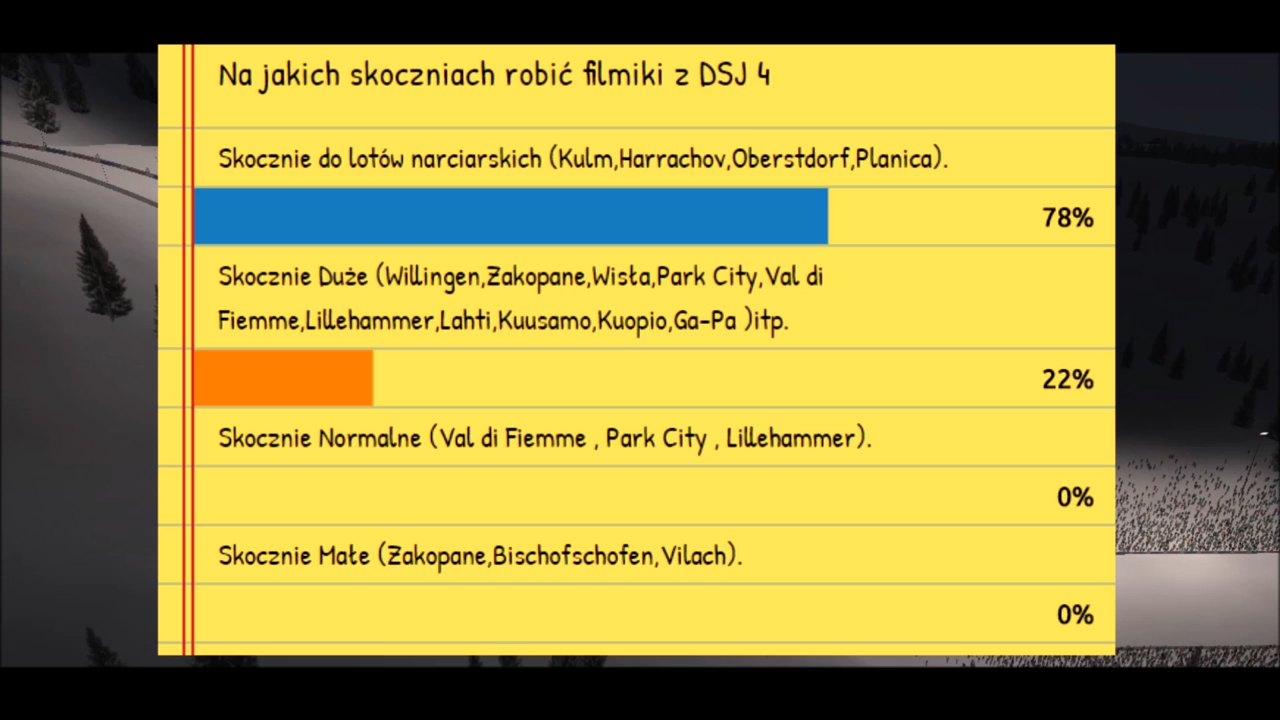 Na jakich skoczniach robić filmiki z DSJ 4
Skocznie do lotów narciarskich (Kulm,Harrachov,Oberstdorf,Planica).
78%
Skocznie Duże (Willingen,Zakopane,Wisła,Park City,Val di
Fiemme,Lillehammer,Lahti,Kuusamo,Kuopio,Ga-Pa )itp.
22%
Skocznie Normalne (Val di Fiemme , Park City , Lillehammer).
0%
Skocznie Małe (Zakopane,Bischofschofen,Vilach).
0%